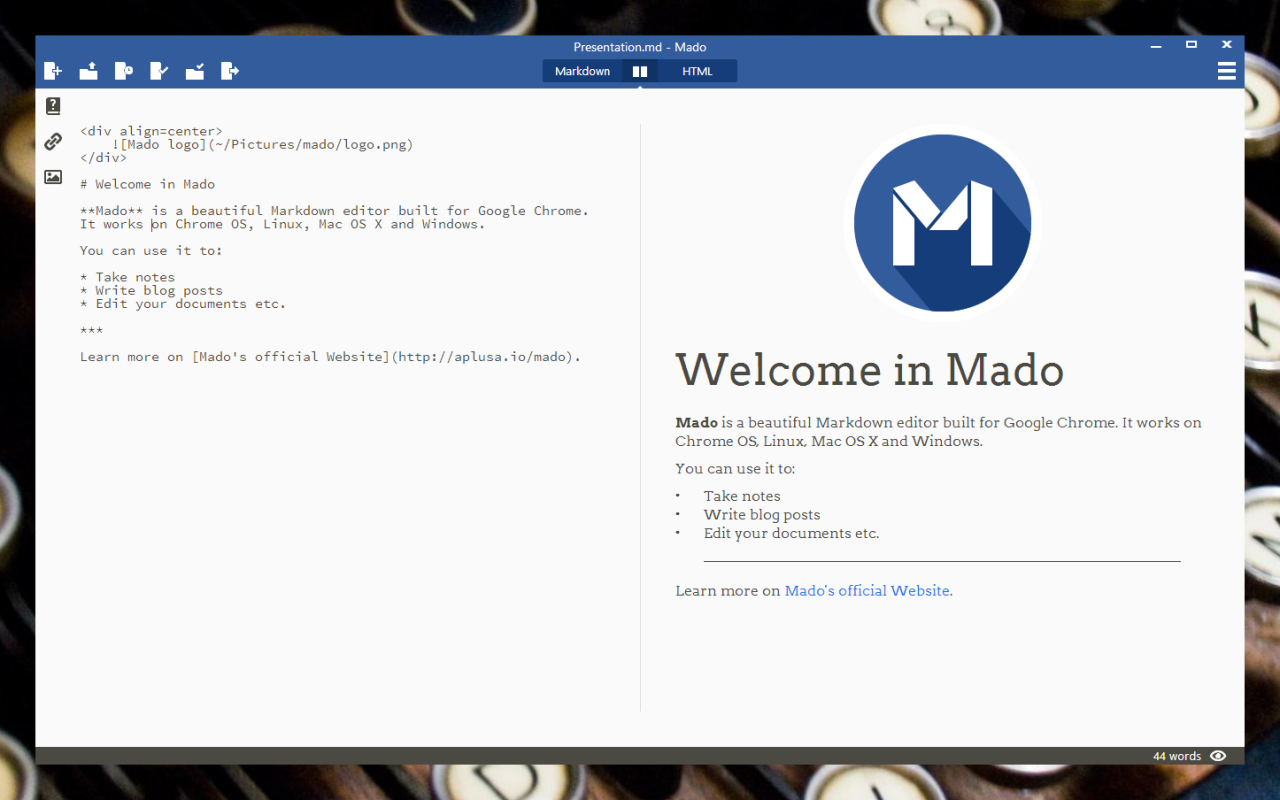 Presentation.md - Mado
Markdown
HTML
<div align=center>
    ![Mado logo](~/Pictures/mado/logo.png)
</div>
# Welcome in Mado
**Mado** is a beautiful Markdown editor built for Google Chrome.
It works on Chrome OS, Linux, Mac OS X and Windows.
You can use it to:
* Take notes
* Write blog posts
* Edit your documents etc.
***
Learn more on [Mado's official Website](http://aplusa.io/mado).
M
Welcome in Mado
Mado is a beautiful Markdown editor built for Google Chrome. It works on
Chrome OS, Linux, Mac OS X and Windows.
You can use it to:
• Take notes
• Write blog posts
• Edit your documents etc.
Learn more on Mado's official Website.
44 words
D